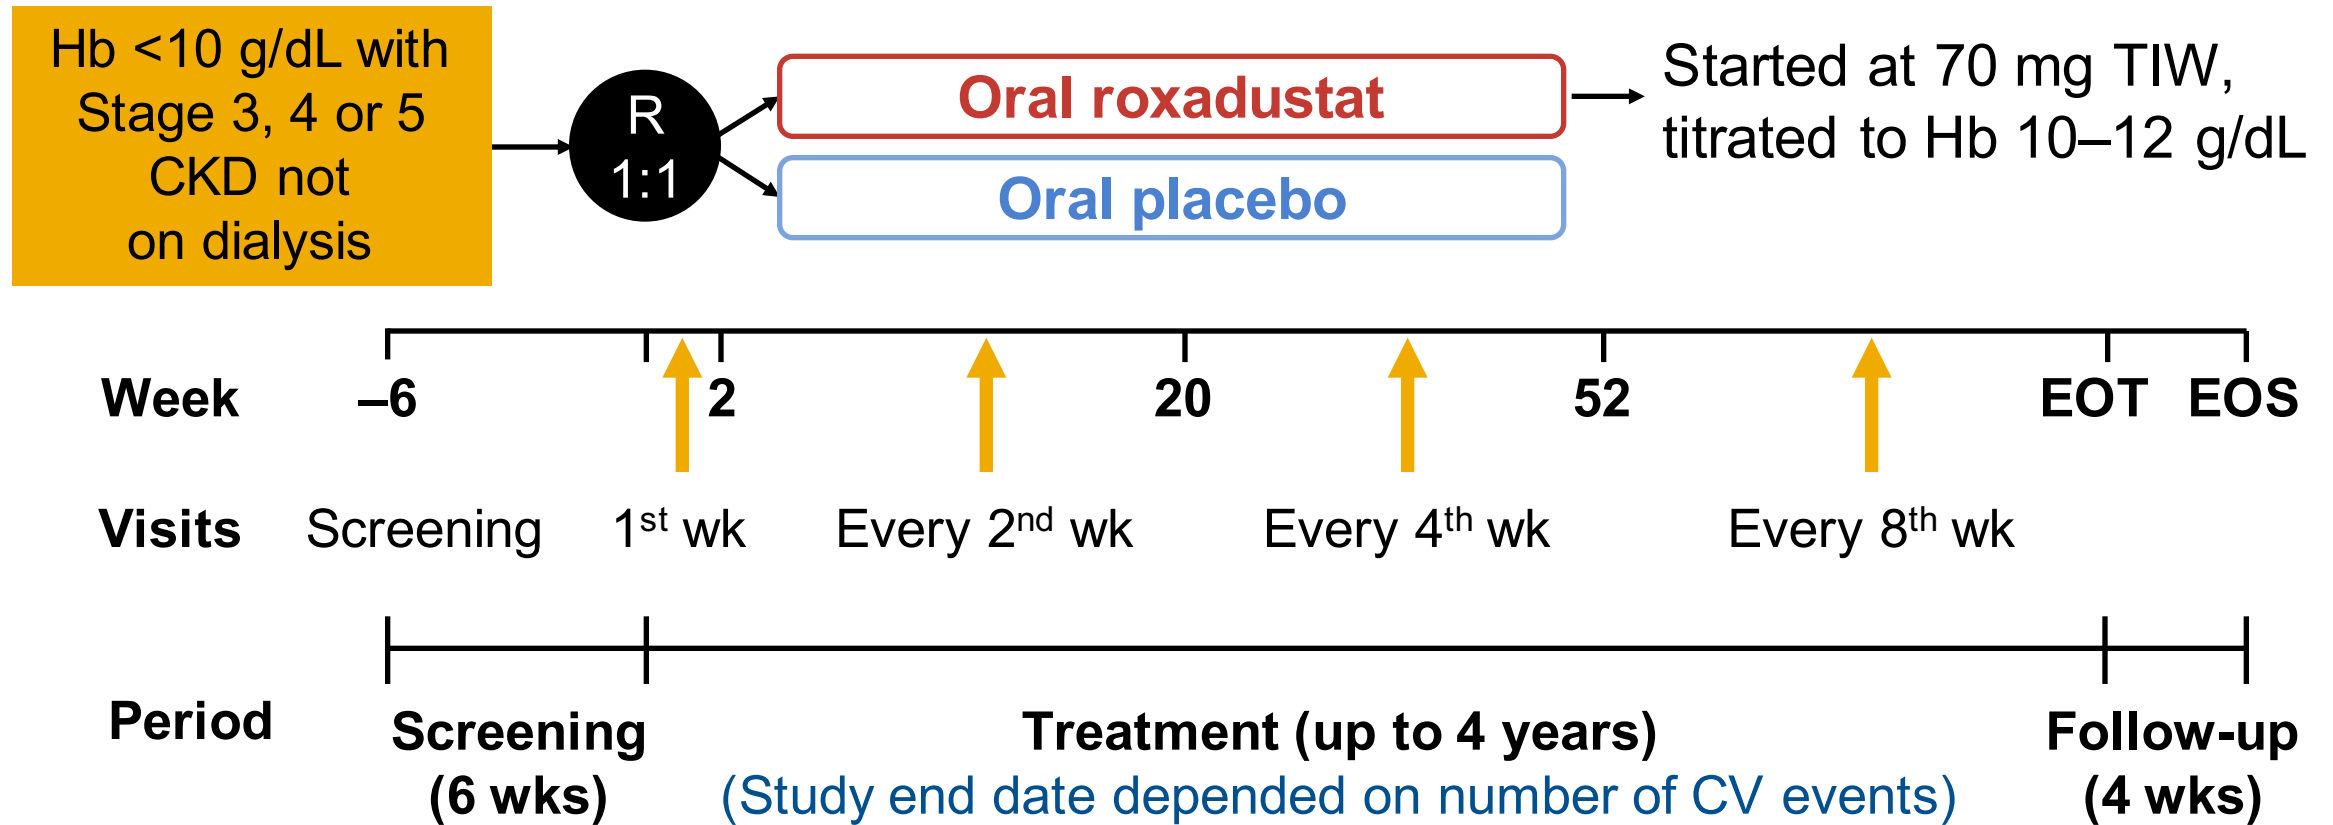 Hb <10 g/dL with
Stage 3, 4 or 5
CKD not
on dialysis
R
1:1
Oral roxadustat
Oral placebo
Started at 70 mg TIW,
titrated to Hb 10–12 g/dL
Week –6 2 20 52 EOT EOS
Visits Screening 1st wk Every 2nd wk Every 4th wk Every 8th wk
Period
Screening
(6 wks)
Treatment (up to 4 years)
(Study end date depended on number of CV events)
Follow-up
(4 wks)